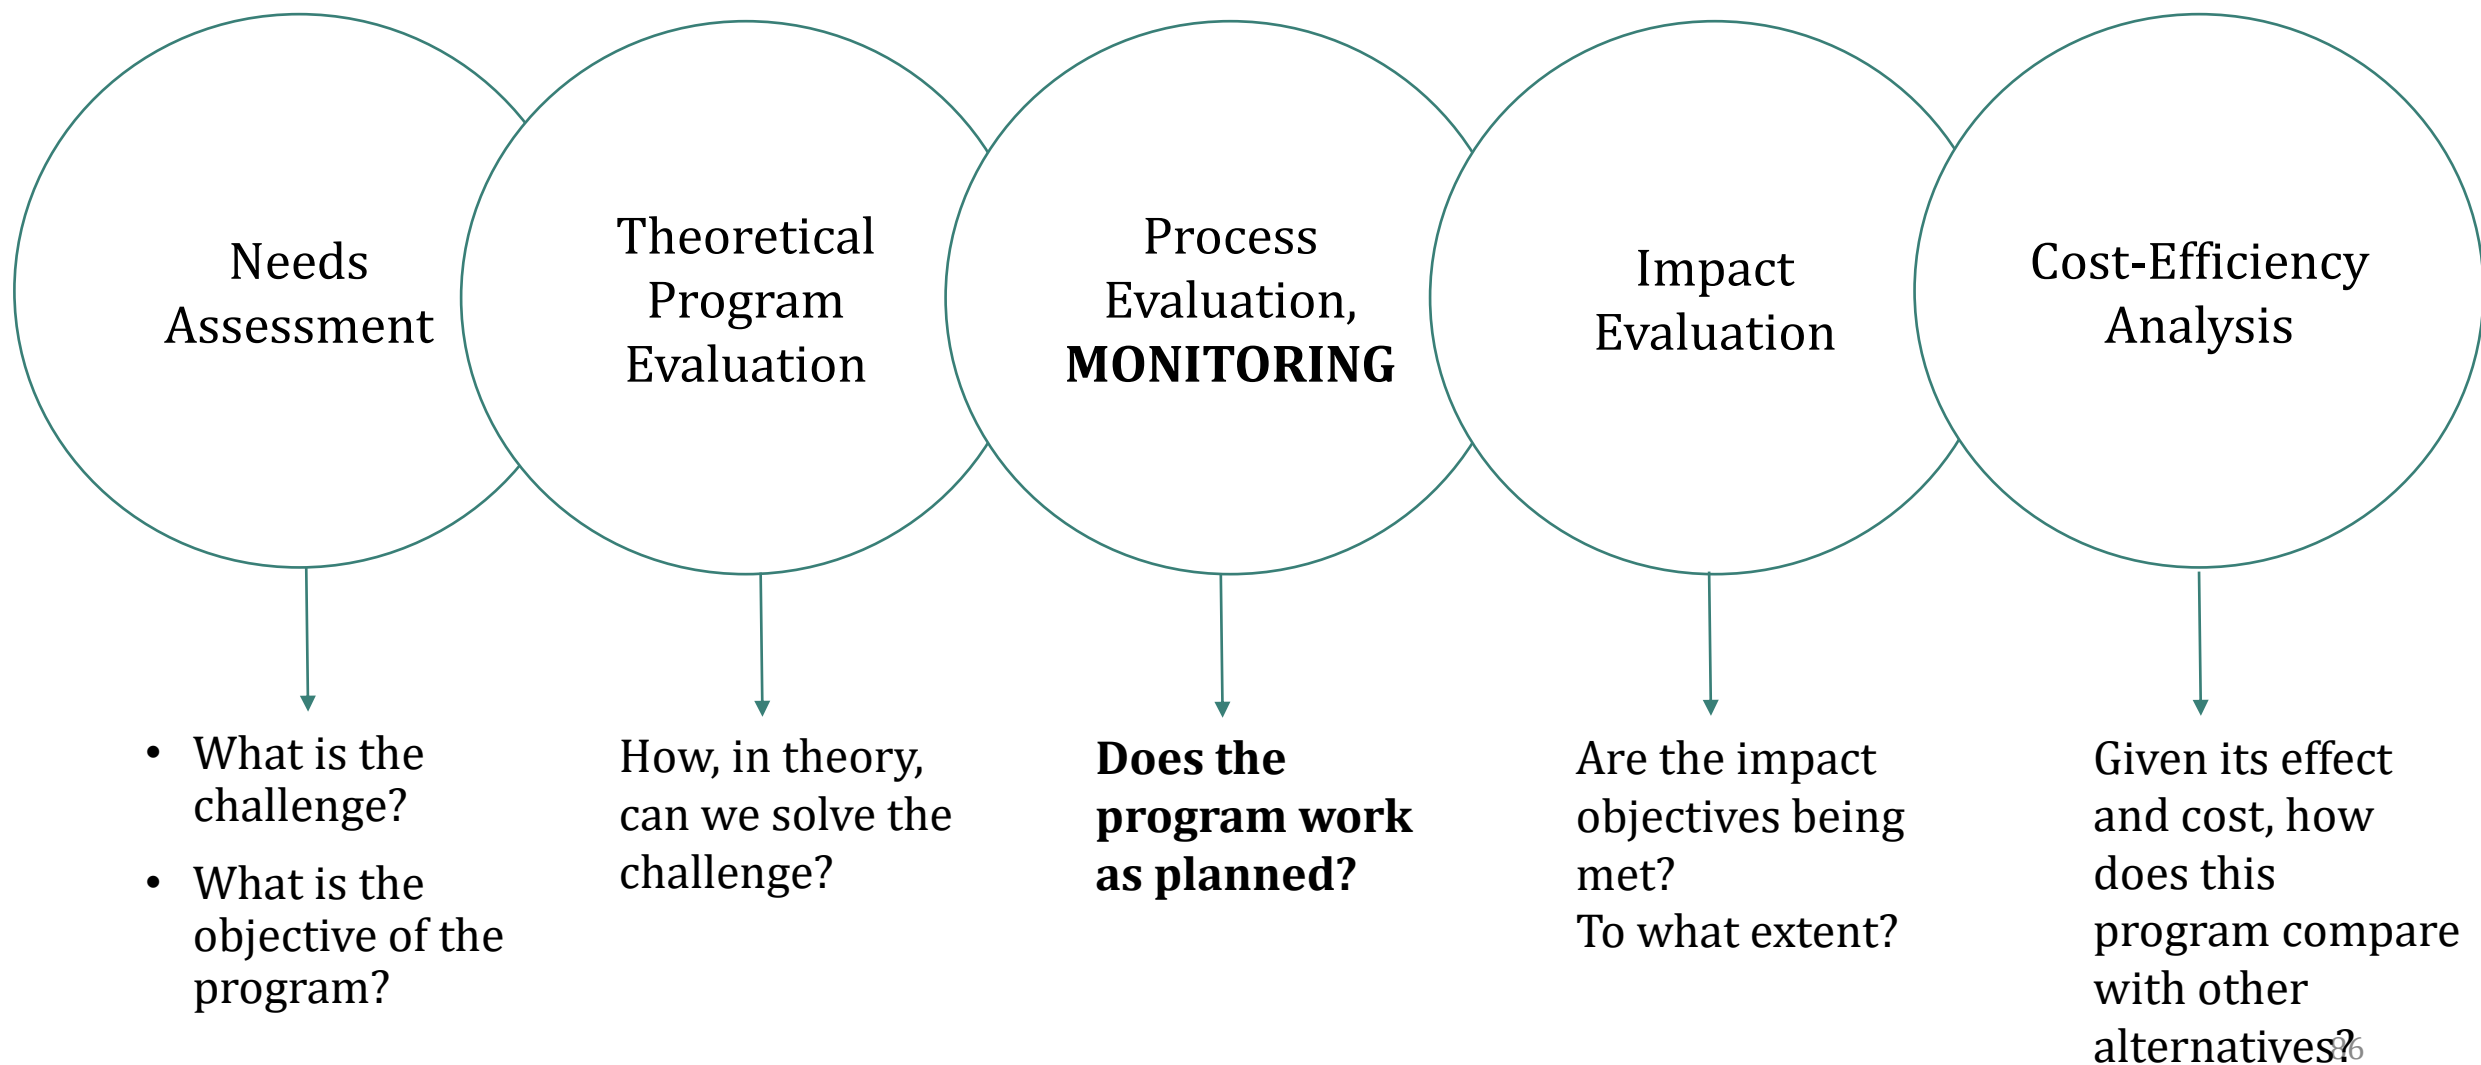 Needs
Assessment
Theoretical
Program
Evaluation
Process
Evaluation,
MONITORING
Impact
Evaluation
Cost-Efficiency
Analysis
• What is the
challenge?
• What is the
objective of the
program?
How, in theory,
can we solve the
challenge?
Does the
program work
as planned?
Are the impact
objectives being
met?
To what extent?
Given its effect
and cost, how
does this
program compare
with other
alternatives?
86